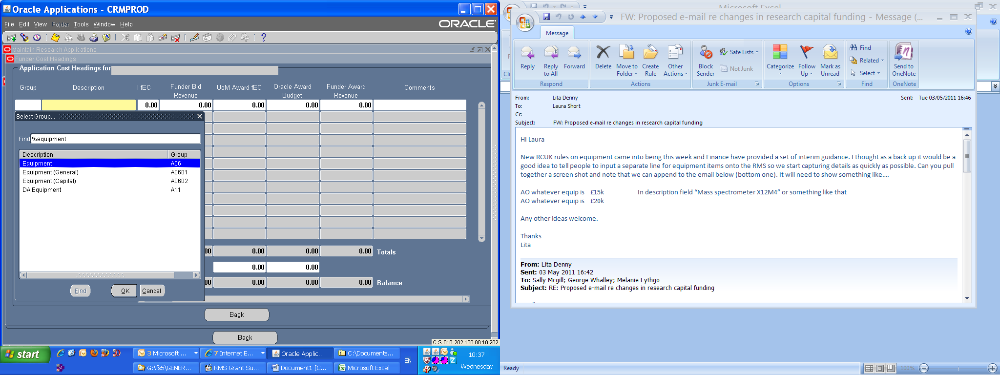 Oracle Applications - CRMPROD
File Edit View Folder Tools Window Help
ORACLE
Maintain Research Applications
Funder Cost Headings
Application Cost Headings for
Group Description l fEC Funder Bid Revenue UoM Award fEC Oracle Award Budget Funder Award Revenue Comments
0.00 0.00 0.00 0.00 0.00
Select Group...
Find %equipment
Description Group
Equipment A06
Equipment (General) A0601
Equipment (Capital) A0602
DA Equipment A11
Find OK Cancel
00 0.00 0.00 0.00 Totals
0.00 0.00
00 0.00 0.00 0.00 Balance
Back
Back
C-S-010-202 130.88.10.202
start
3 Microsoft ... 7 Internet E... Oracle Applic... C:\Documents...
G:\fs5\GENER... RMS Grant Su... Document1 [C... Microsoft Excel
EN
10:37
Wednesday
Microsoft Excel
FW: Proposed e-mail re changes in research capital funding - Message (...
Message
Reply Reply to All Forward
Respond
Delete Move to Folder Create Rule Other Actions
Actions
Block Sender Safe Lists Not Junk
Junk E-mail
Categorize Follow Up Mark as Unread
Options
Find Related Select
Find
Send to OneNote
OneNote
From: Lita Denny Sent: Tue 03/05/2011 16:46
To: Laura Short
Cc:
Subject: FW: Proposed e-mail re changes in research capital funding
HI Laura
New RCUK rules on equipment came into being this week and Finance have provided a set of interim guidance. I thought as a back up it would be a
good idea to tell people to input a separate line for equipment items onto the RMS so we start capturing details as quickly as possible. Can you pull
together a screen shot and note that we can append to the email below (bottom one). It will need to show something like....
AO whatever equip is £15k In description field “Mass spectrometer X12M4” or something like that
AO whatever equip is £20k
Any other ideas welcome.
Thanks
Lita
From: Lita Denny
Sent: 03 May 2011 16:42
To: Sally Mcgill; George Whalley; Melanie Lythgo
Subject: RE: Proposed e-mail re changes in research capital funding
Ready
100%